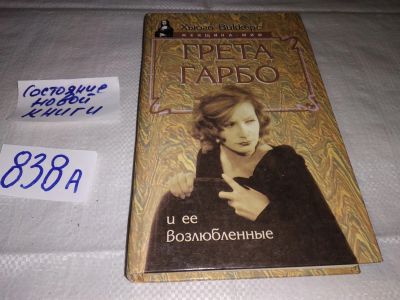 Состояние
новой
книги
838А
Хьюго Виккерс
ЖЕНЩИНА-МИФ
ГРЕТА
ГАРБО
и ее
Возлюбленные